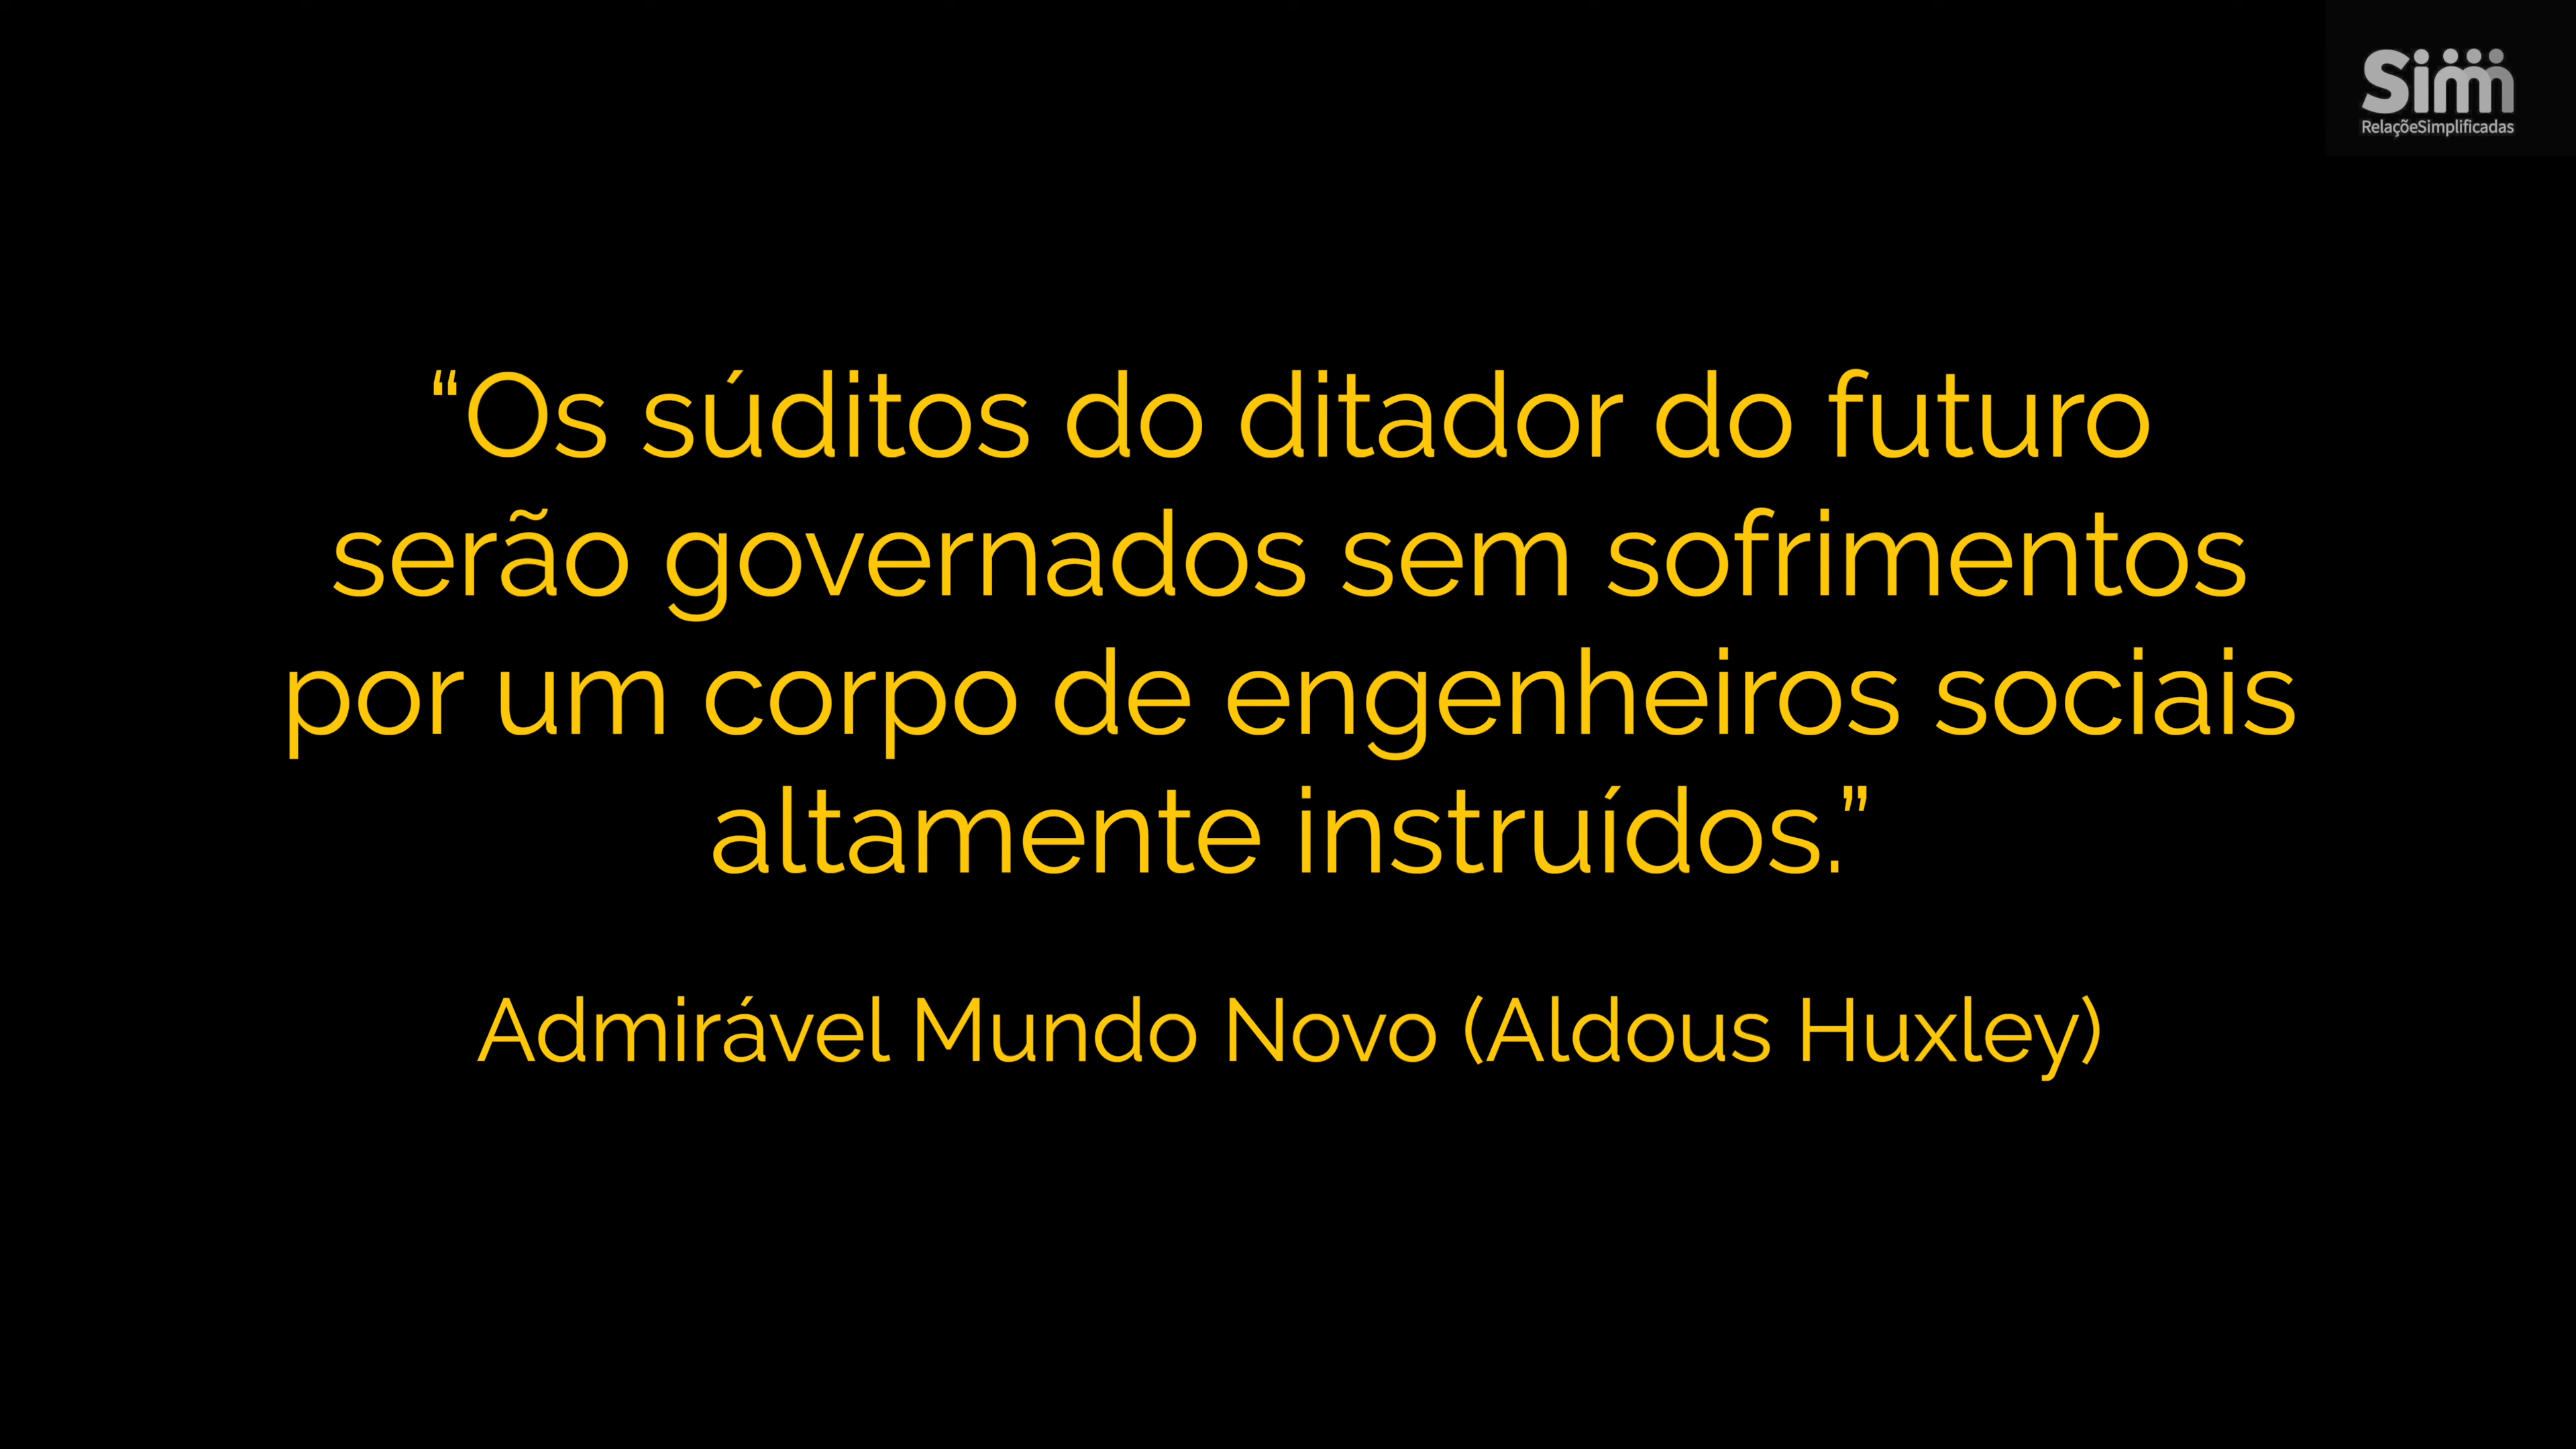 Simm
RelaçõeSimplificadas
“Os súditos do ditador do futuro
serão governados sem sofrimentos
por um corpo de engenheiros sociais
altamente instruídos.”
Admirável Mundo Novo (Aldous Huxley)